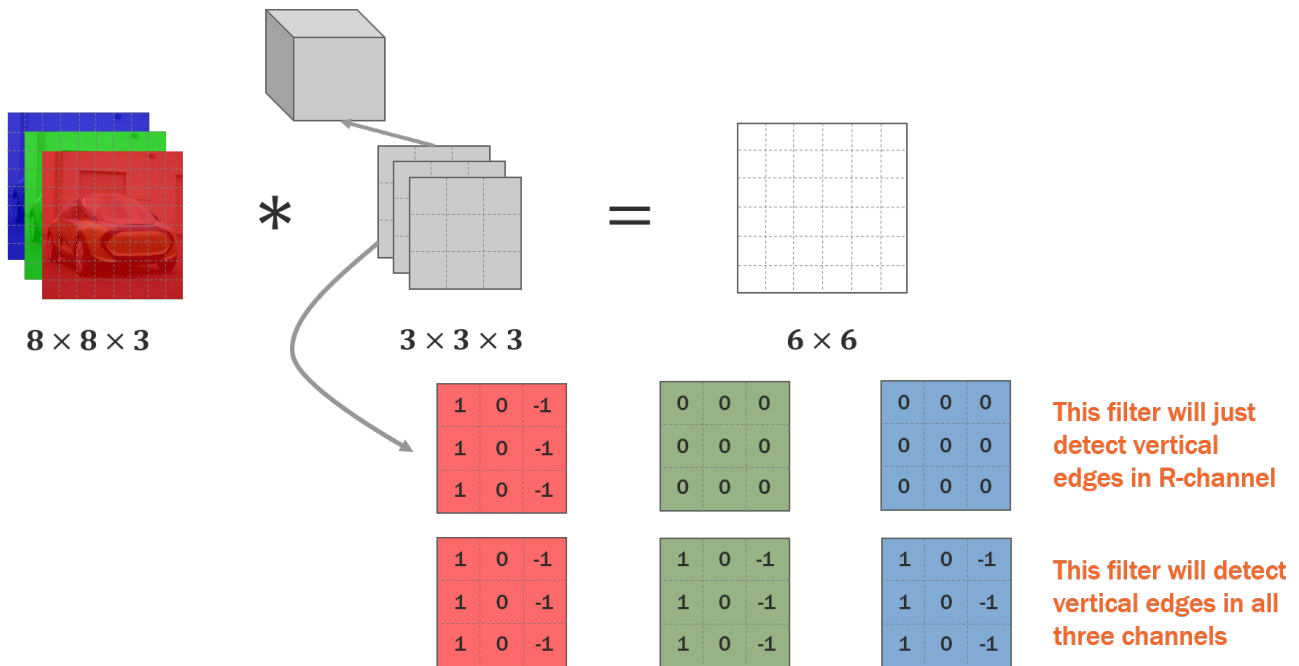 * =
8 × 8 × 3
3 × 3 × 3
6 × 6
1 0 -1 0 0 0 0 0 0
1 0 -1 0 0 0 0 0 0
1 0 -1 0 0 0 0 0 0
This filter will just
detect vertical
edges in R-channel
1 0 -1 1 0 -1 1 0 -1
1 0 -1 1 0 -1 1 0 -1
1 0 -1 1 0 -1 1 0 -1
This filter will detect
vertical edges in all
three channels